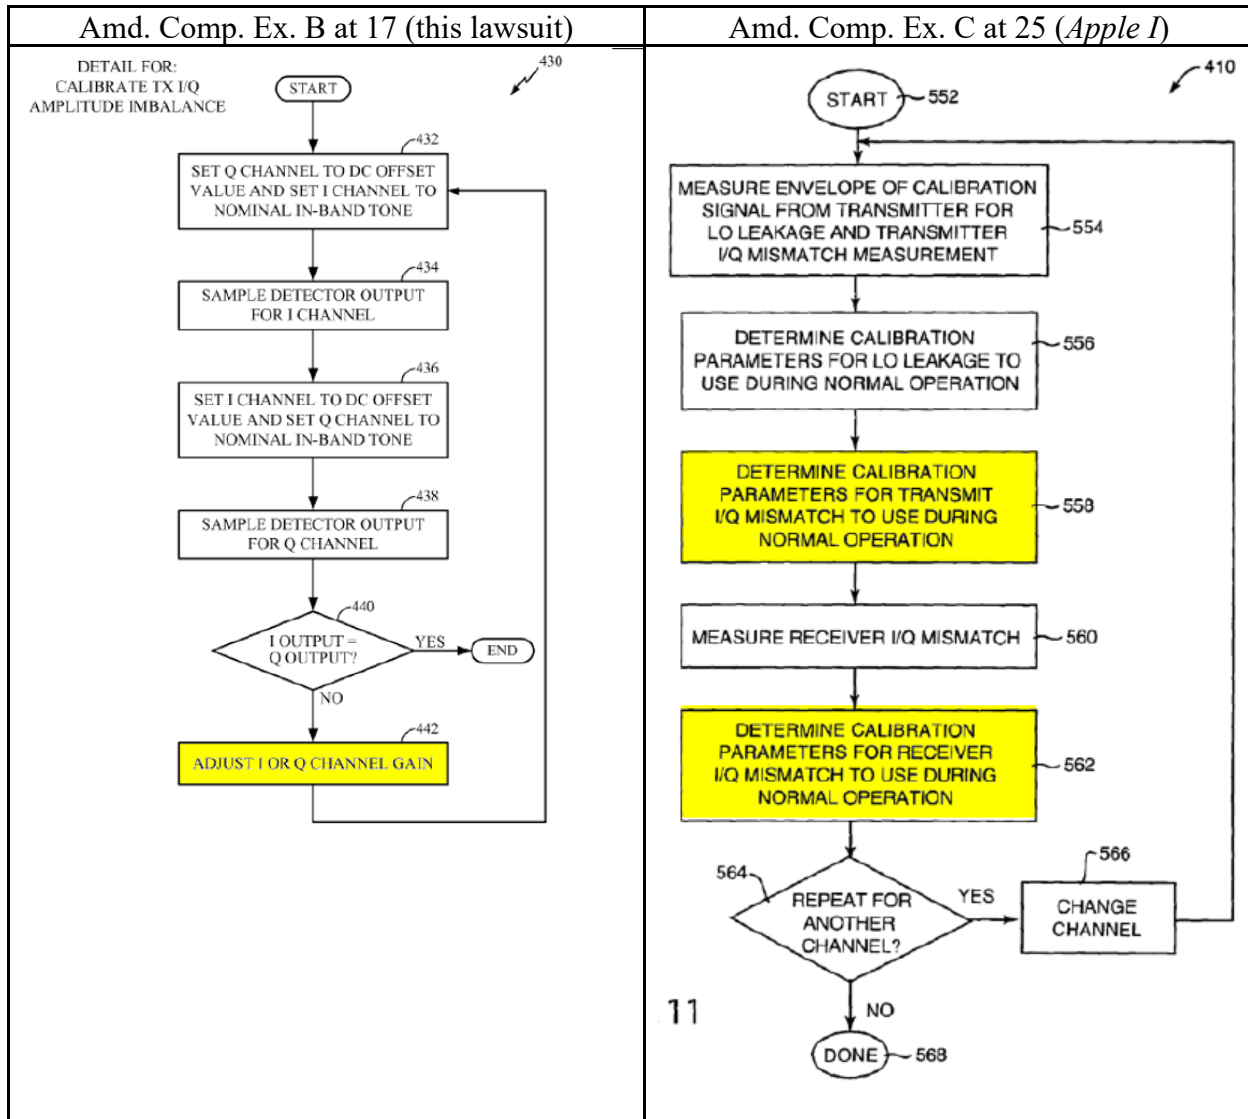 Amd. Comp. Ex. B at 17 (this lawsuit)
Amd. Comp. Ex. C at 25 (Apple I)
DETAIL FOR:
CALIBRATE TX I/Q
AMPLITUDE IMBALANCE
START
430
432
SET Q CHANNEL TO DC OFFSET
VALUE AND SET I CHANNEL TO
NOMINAL IN-BAND TONE
434
SAMPLE DETECTOR OUTPUT
FOR I CHANNEL
436
SET I CHANNEL TO DC OFFSET
VALUE AND SET Q CHANNEL TO
NOMINAL IN-BAND TONE
438
SAMPLE DETECTOR OUTPUT
FOR Q CHANNEL
440
I OUTPUT =
Q OUTPUT?
YES
END
NO
442
ADJUST I OR Q CHANNEL GAIN
410
START
552
MEASURE ENVELOPE OF CALIBRATION
SIGNAL FROM TRANSMITTER FOR
LO LEAKAGE AND TRANSMITTER
I/Q MISMATCH MEASUREMENT
554
DETERMINE CALIBRATION
PARAMETERS FOR LO LEAKAGE TO
USE DURING NORMAL OPERATION
556
DETERMINE CALIBRATION
PARAMETERS FOR TRANSMIT
I/Q MISMATCH TO USE DURING
NORMAL OPERATION
558
MEASURE RECEIVER I/Q MISMATCH
560
DETERMINE CALIBRATION
PARAMETERS FOR RECEIVER
I/Q MISMATCH TO USE DURING
NORMAL OPERATION
562
564
REPEAT FOR
ANOTHER
CHANNEL?
YES
566
CHANGE
CHANNEL
NO
11
DONE
568